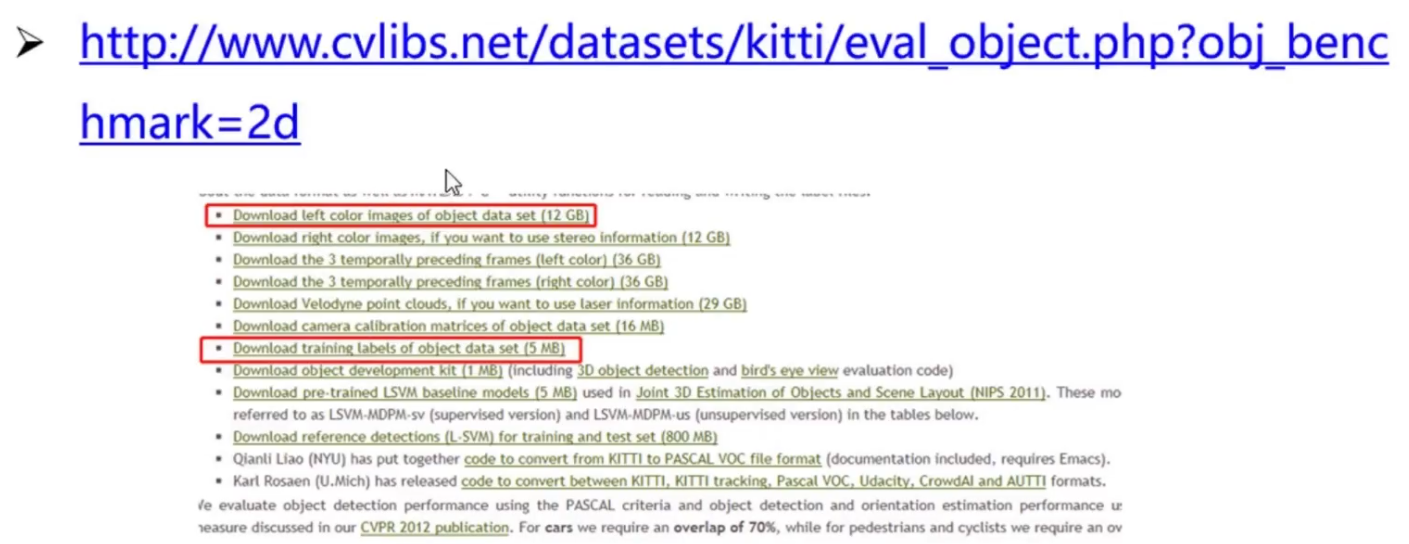 ➢ http://www.cvlibs.net/datasets/kitti/eval_object.php?obj_benc
hmark=2d
▪ Download left color images of object data set (12 GB)
▪ Download right color images, if you want to use stereo information (12 GB)
▪ Download the 3 temporally preceding frames (left color) (36 GB)
▪ Download the 3 temporally preceding frames (right color) (36 GB)
▪ Download Velodyne point clouds, if you want to use laser information (29 GB)
▪ Download camera calibration matrices of object data set (16 MB)
▪ Download training labels of object data set (5 MB)
▪ Download object development kit (1 MB) (including 3D object detection and bird's eye view evaluation code)
▪ Download pre-trained LSVM baseline models (5 MB) used in Joint 3D Estimation of Objects and Scene Layout (NIPS 2011). These mo
referred to as LSVM-MDPM-sv (supervised version) and LSVM-MDPM-us (unsupervised version) in the tables below.
▪ Download reference detections (L-SVM) for training and test set (800 MB)
▪ Qianli Liao (NYU) has put together code to convert from KITTI to PASCAL VOC file format (documentation included, requires Emacs).
▪ Karl Rosaen (U.Mich) has released code to convert between KITTI, KITTI tracking, Pascal VOC, Udacity, CrowdAI and AUTTI formats.
evaluate object detection performance using the PASCAL criteria and object detection and orientation estimation performance
discussed in our CVPR 2012 publication. For cars we require an overlap of 70%, while for pedestrians and cyclists we require an ov